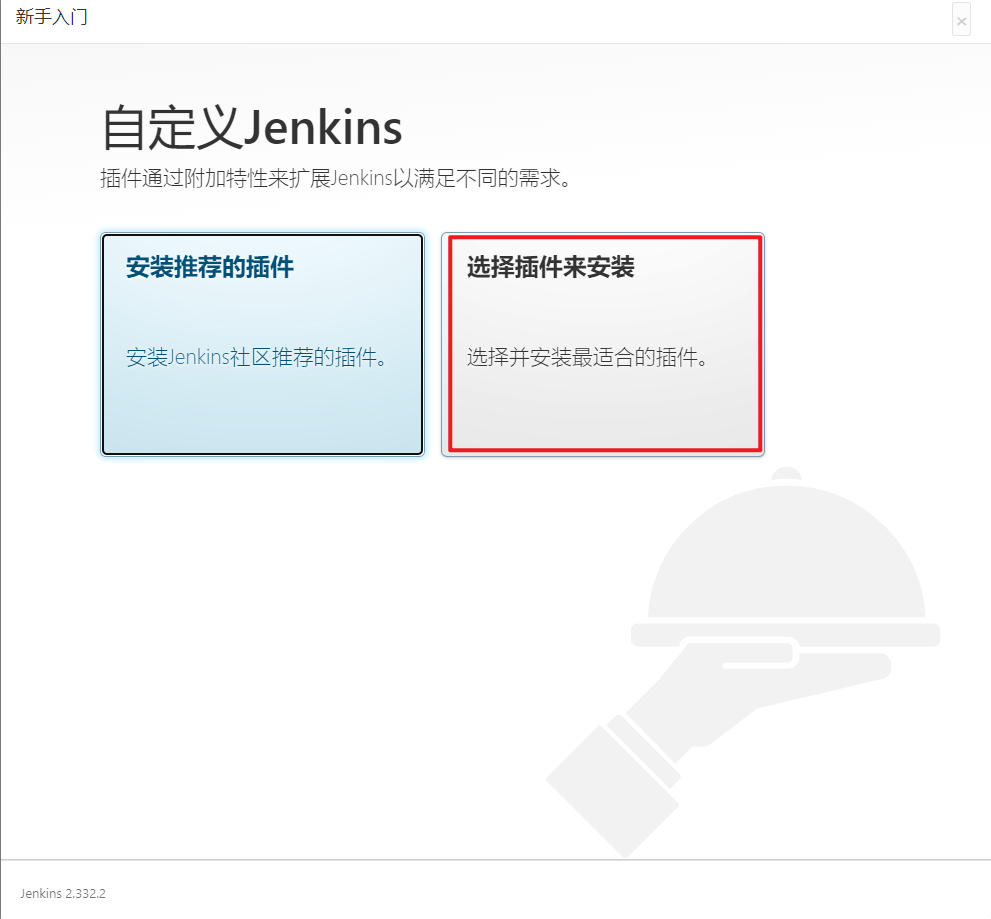 新手入门
×
自定义Jenkins
插件通过附加特性来扩展Jenkins以满足不同的需求。
安装推荐的插件
安装Jenkins社区推荐的插件。
选择插件来安装
选择并安装最适合的插件。
Jenkins 2.332.2